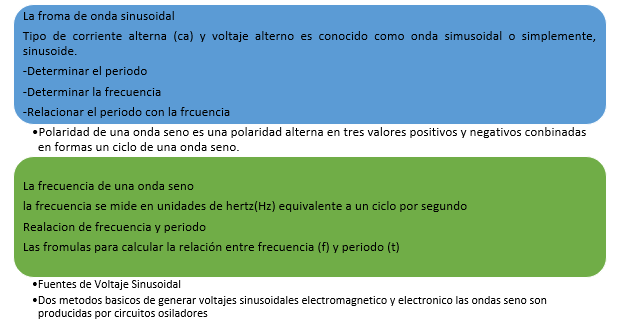 La froma de onda sinusoidal
Tipo de corriente alterna (ca) y voltaje alterno es conocido como onda simusoidal o simplemente,
sinusoide.
-Determinar el periodo
-Determinar la frecuencia
-Relacionar el periodo con la frcuencia
•Polaridad de una onda seno es una polaridad alterna en tres valores positivos y negativos conbinadas
en formas un ciclo de una onda seno.
La frecuencia de una onda seno
la frecuencia se mide en unidades de hertz(Hz) equivalente a un ciclo por segundo
Realacion de frecuencia y periodo
Las fromulas para calcular la relación entre frecuencia (f) y periodo (t)
•Fuentes de Voltaje Sinusoidal
•Dos metodos basicos de generar voltajes sinusoidales electromagnetico y electronico las ondas seno son
producidas por circuitos osiladores